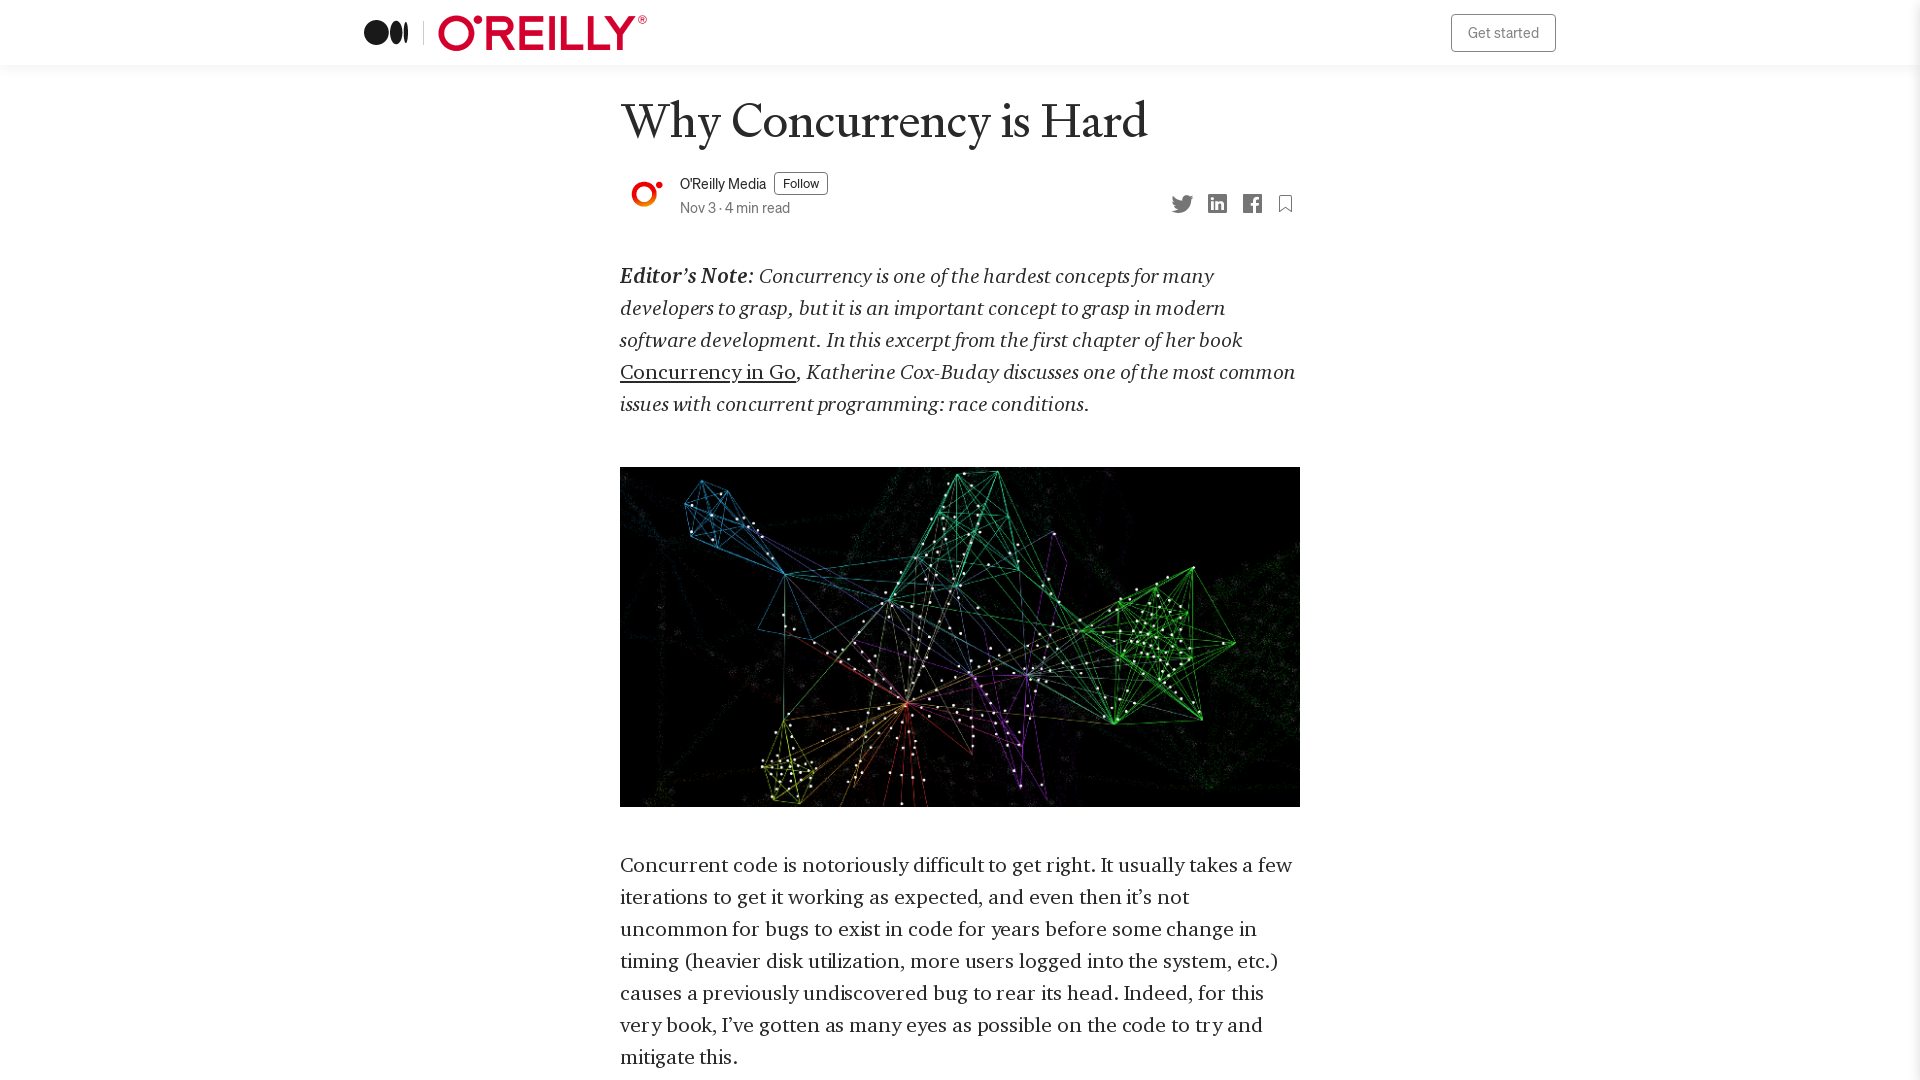 O'REILLY®
Get started
Why Concurrency is Hard
O'Reilly Media Follow
Nov 3 · 4 min read
Editor’s Note: Concurrency is one of the hardest concepts for many
developers to grasp, but it is an important concept to grasp in modern
software development. In this excerpt from the first chapter of her book
Concurrency in Go, Katherine Cox-Buday discusses one of the most common
issues with concurrent programming: race conditions.
Concurrent code is notoriously difficult to get right. It usually takes a few
iterations to get it working as expected, and even then it’s not
uncommon for bugs to exist in code for years before some change in
timing (heavier disk utilization, more users logged into the system, etc.)
causes a previously undiscovered bug to rear its head. Indeed, for this
very book, I’ve gotten as many eyes as possible on the code to try and
mitigate this.